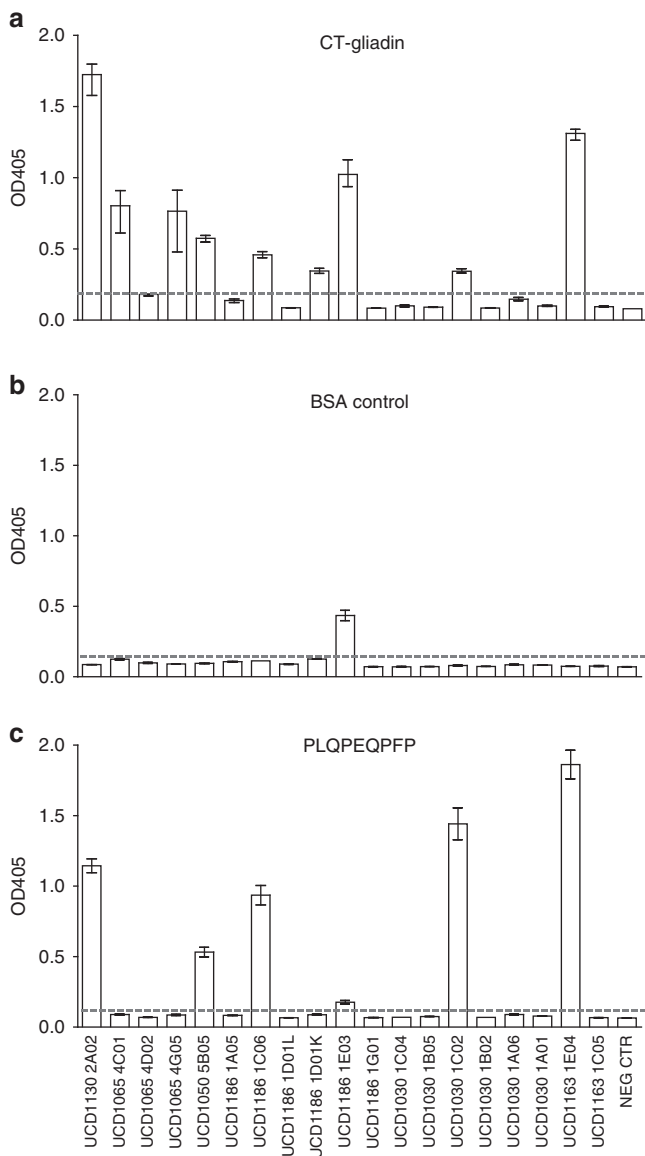 a
CT-gliadin
2.0
1.5
1.0
0.5
0.0
OD405
b
BSA control
2.0
1.5
1.0
0.5
0.0
OD405
c
PLQPEQPFP
2.0
1.5
1.0
0.5
0.0
OD405
UCD1130 2A02
UCD1065 4C01
UCD1065 4D02
UCD1065 4G05
UCD1050 5B05
UCD1186 1A05
UCD1186 1C06
UCD1186 1D01L
UCD1186 1D01K
UCD1186 1E03
UCD1186 1G01
UCD1030 1C04
UCD1030 1B05
UCD1030 1C02
UCD1030 1B02
UCD1030 1A06
UCD1030 1A01
UCD1163 1E04
UCD1163 1C05
NEG CTR